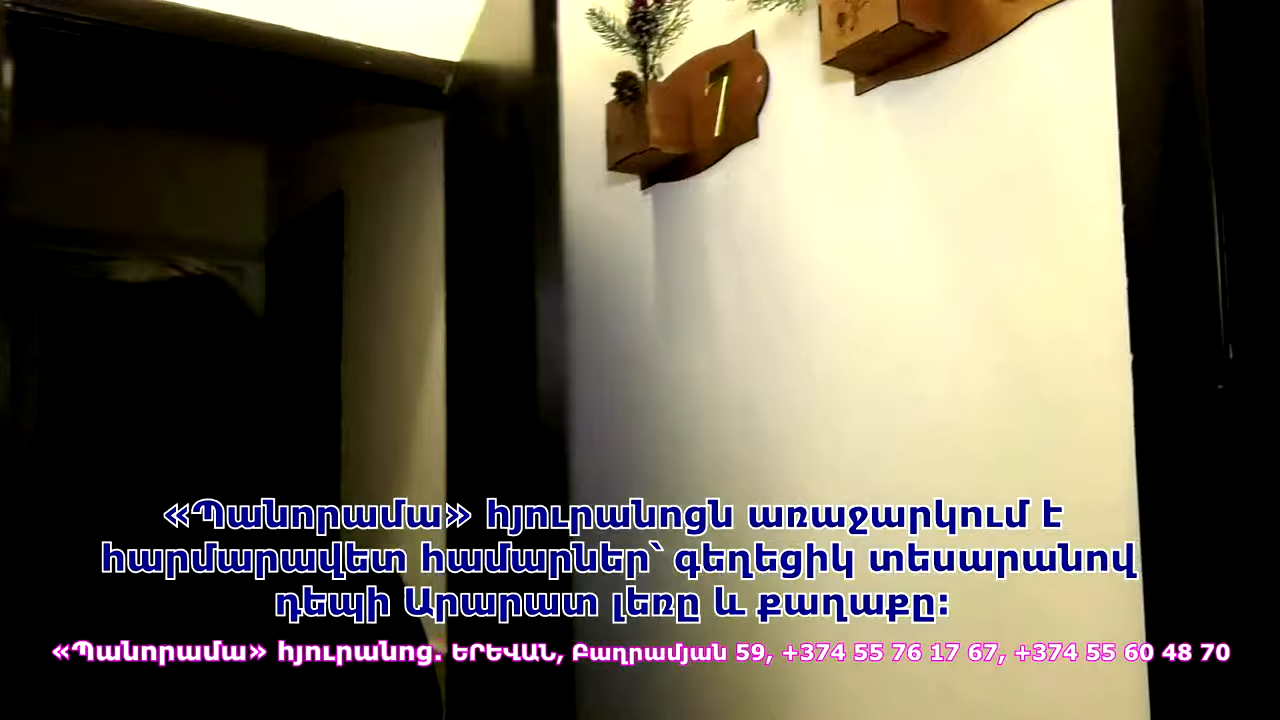 7
«Պանորամա» հյուրանոցն առաջարկում է
հարմարավետ համարներ՝ գեղեցիկ տեսարանով
դեպի Արարատ լեռը և քաղաքը:
«Պանորամա» հյուրանոց. ԵՐԵՎԱՆ, Բաղրամյան 59, +374 55 76 17 67, +374 55 60 48 70